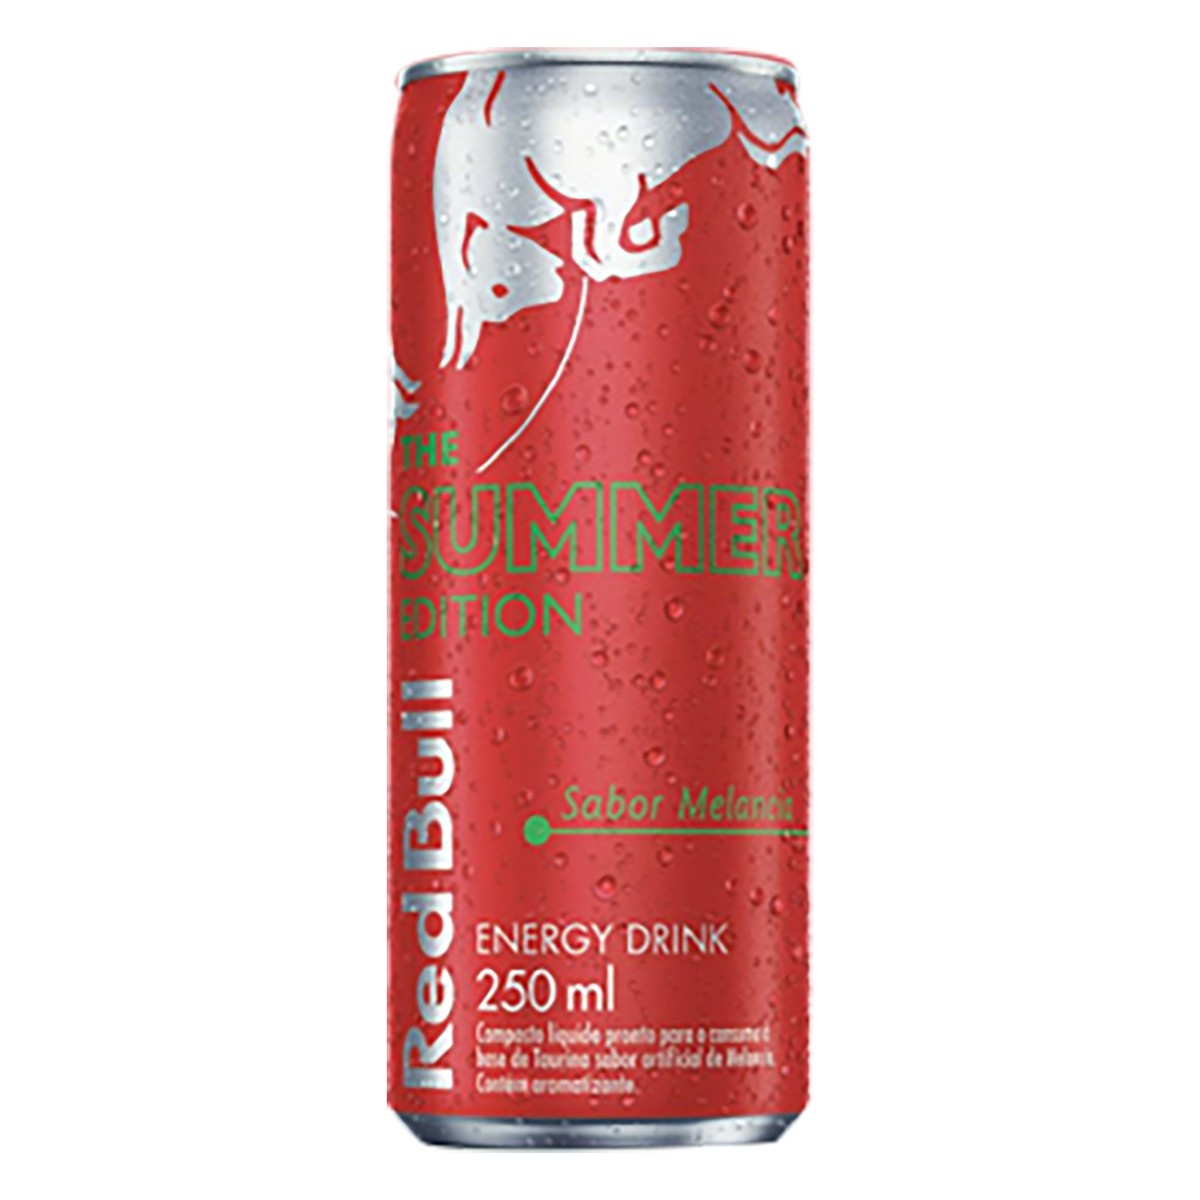 THE
SUMMER
EDITION
Red Bull
Sabor Melancia
ENERGY DRINK
250 ml
Composto líquido pronto para o consumo à
base de Taurina sabor artificial de Melancia.
Contém aromatizante.